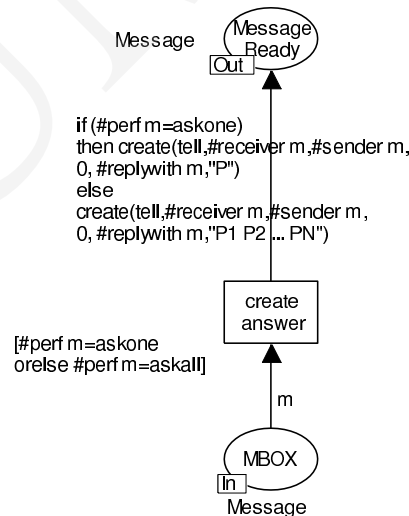 Message
Message
Ready
Out
if (#perf m=askone)
then create(tell,#receiver m,#sender m,
0, #replywith m,"P")
else
create(tell,#receiver m,#sender m,
0, #replywith m,"P1 P2 ... PN")
create
answer
[#perf m=askone
orelse #perf m=askall]
m
MBOX
In
Message